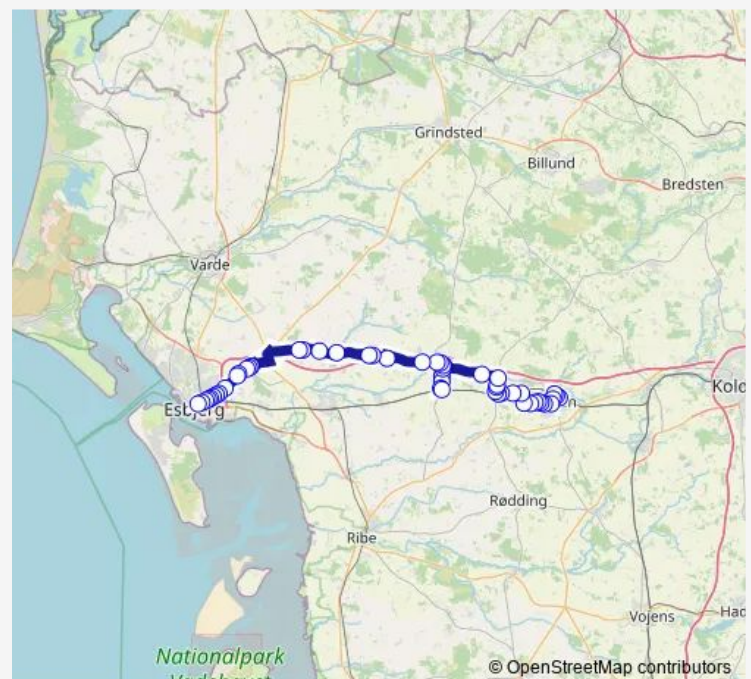 Grindsted
Billund
Bredsten
Varde
Kold
Esbjerg
Rødding
Ribe
Vojens
Had
Nationalpark
© OpenStreetMap contributors